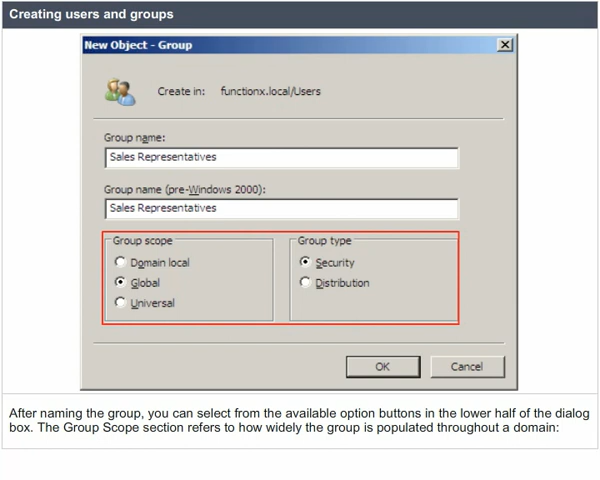 Creating users and groups
New Object - Group
Create in: functionx.local/Users
Group name:
Sales Representatives
Group name (pre-Windows 2000):
Sales Representatives
Group scope
Domain local
Global
Universal
Group type
Security
Distribution
OK Cancel
After naming the group, you can select from the available option buttons in the lower half of the dialog
box. The Group Scope section refers to how widely the group is populated throughout a domain: